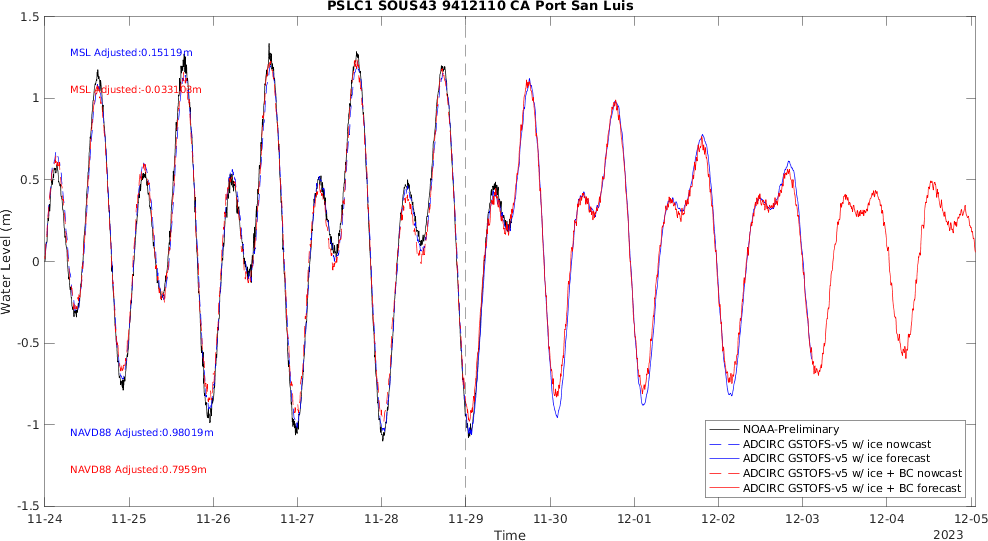 PSLC1 SOUS43 9412110 CA Port San Luis
1.5
MSL Adjusted:0.15119m
MSL Adjusted:-0.033103m
1
0.5
0
-0.5
-1
-1.5
Water Level (m)
NAVD88 Adjusted:0.98019m
NAVD88 Adjusted:0.7959m
NOAA-Preliminary
ADCIRC GSTOFS-v5 w/ ice nowcast
ADCIRC GSTOFS-v5 w/ ice forecast
ADCIRC GSTOFS-v5 w/ ice + BC nowcast
ADCIRC GSTOFS-v5 w/ ice + BC forecast
11-24 11-25 11-26 11-27 11-28 11-29 11-30 12-01 12-02 12-03 12-04 12-05
Time
2023